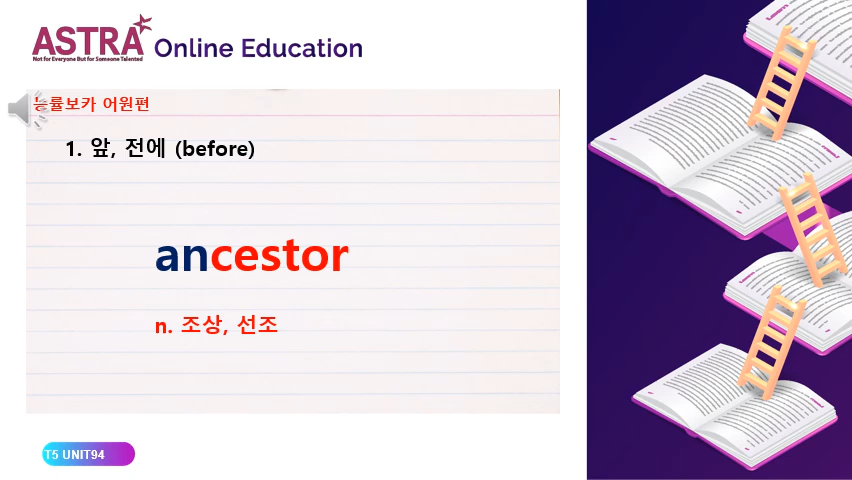 ASTRA
Not for Everyone But for Someone Talented
Online Education
능률보카 어원편
1. 앞, 전에 (before)
ancestor
n. 조상, 선조
T5 UNIT94